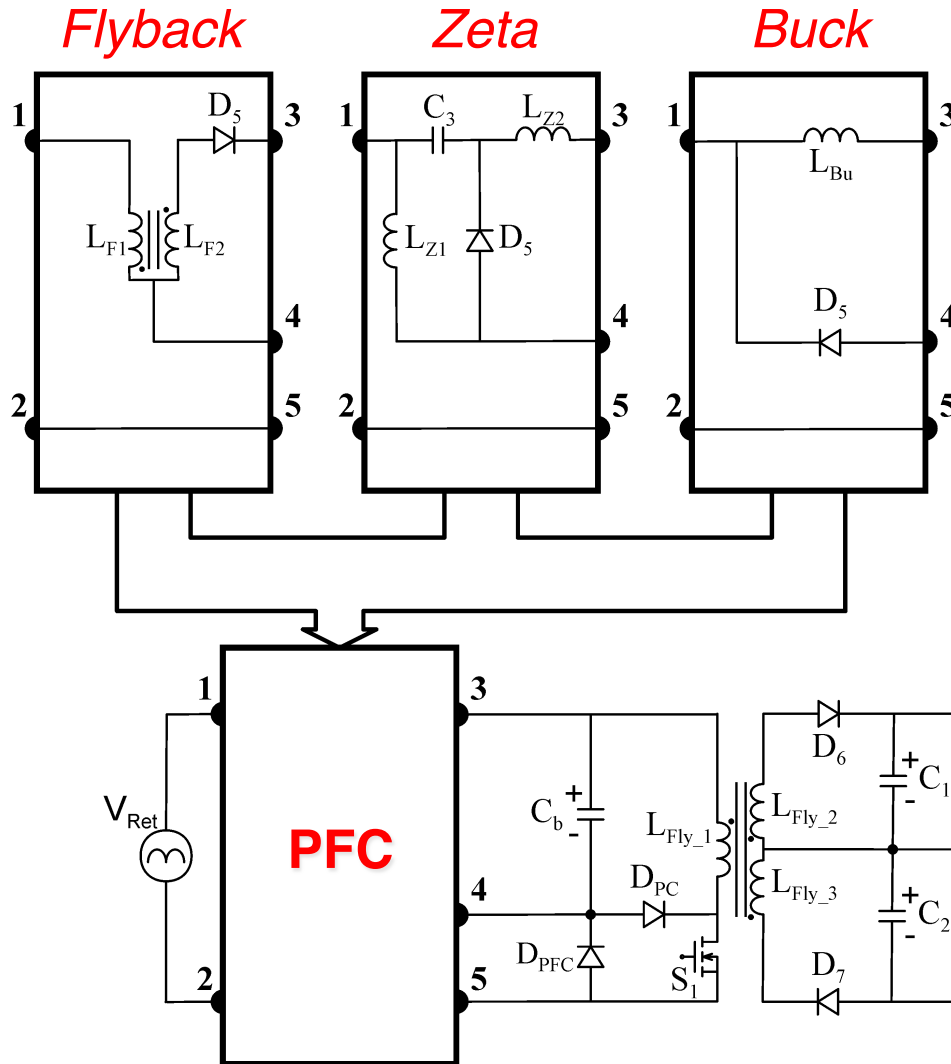 Flyback Zeta Buck
1 D5 3
LF1 LF2
4
2 5
1 C3 LZ2 3
LZ1 D5
4
2 5
1 LBu 3
D5
4
2 5
1 3
VRet
PFC
Cb + -
LFly_1
4 DPC
DPFC
S1
2 5
D6
LFly_2
+ C1 -
LFly_3
+ C2 -
D7